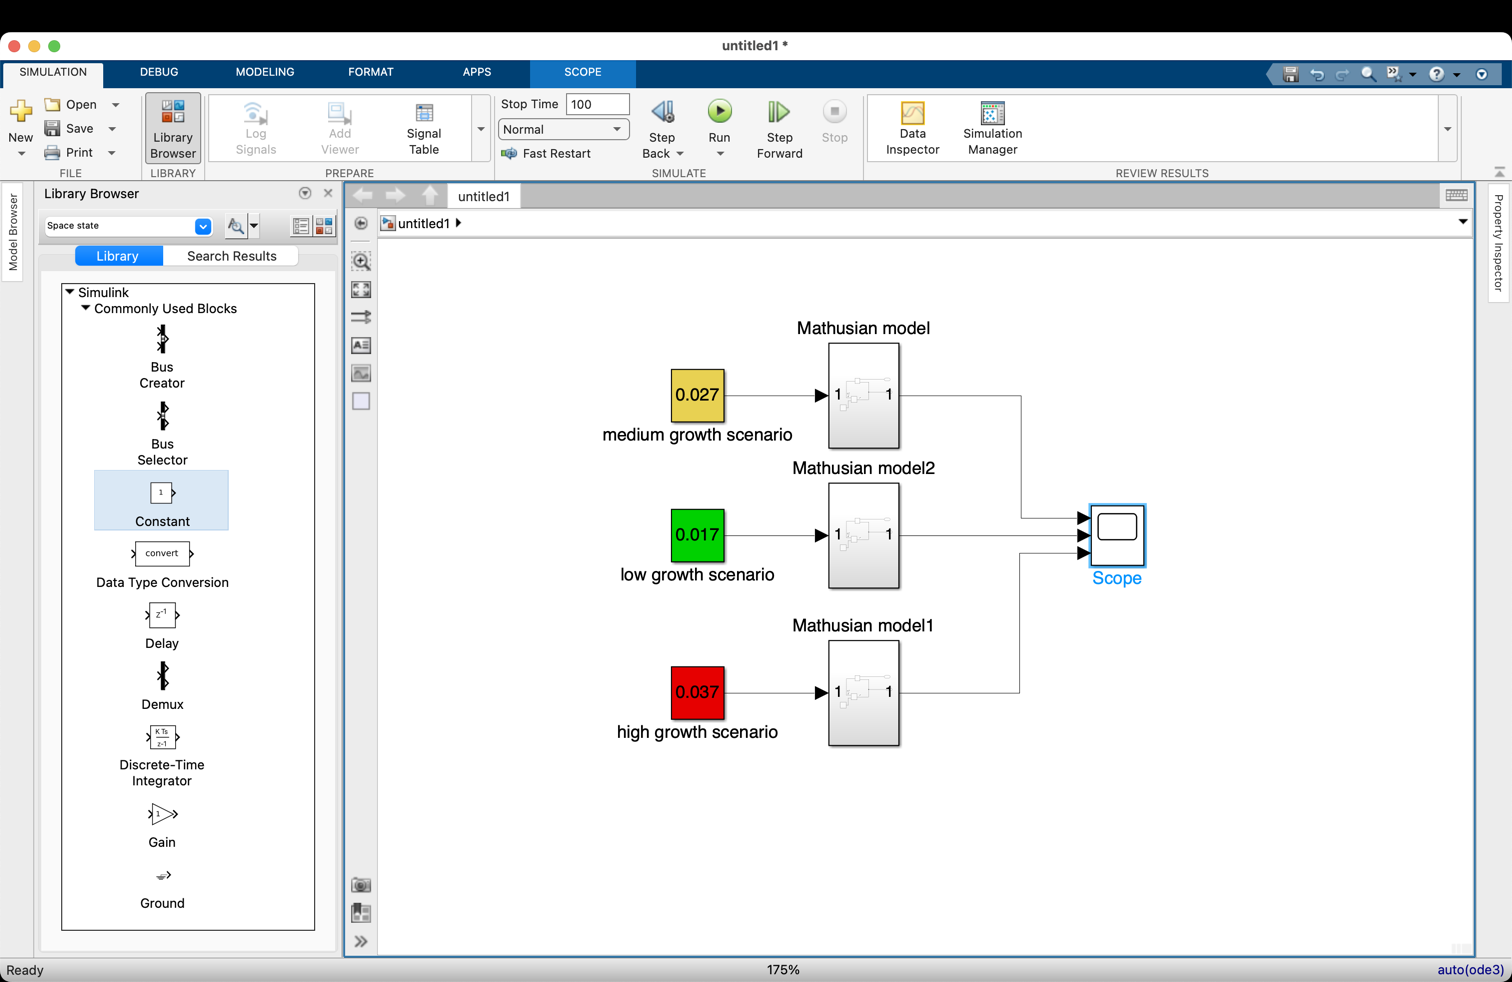 untitled1 *
SIMULATION
DEBUG
MODELING
FORMAT
APPS
SCOPE
New
Open
Save
Print
FILE
Library
Browser
LIBRARY
Log
Signals
Add
Viewer
Signal
Table
PREPARE
Stop Time 100
Normal
Fast Restart
Step
Back
Run
Step
Forward
Stop
SIMULATE
Data
Inspector
Simulation
Manager
REVIEW RESULTS
Model Browser
Library Browser
Space state
Library
Search Results
Simulink
Commonly Used Blocks
Bus
Creator
Bus
Selector
1
Constant
convert
Data Type Conversion
z-1
Delay
Demux
K Ts
z-1
Discrete-Time
Integrator
1
Gain
Ground
untitled1
untitled1
Mathusian model
0.027
1 1
medium growth scenario
Mathusian model2
0.017
1 1
low growth scenario
Scope
Mathusian model1
0.037
1 1
high growth scenario
Property Inspector
Ready
175%
auto(ode3)